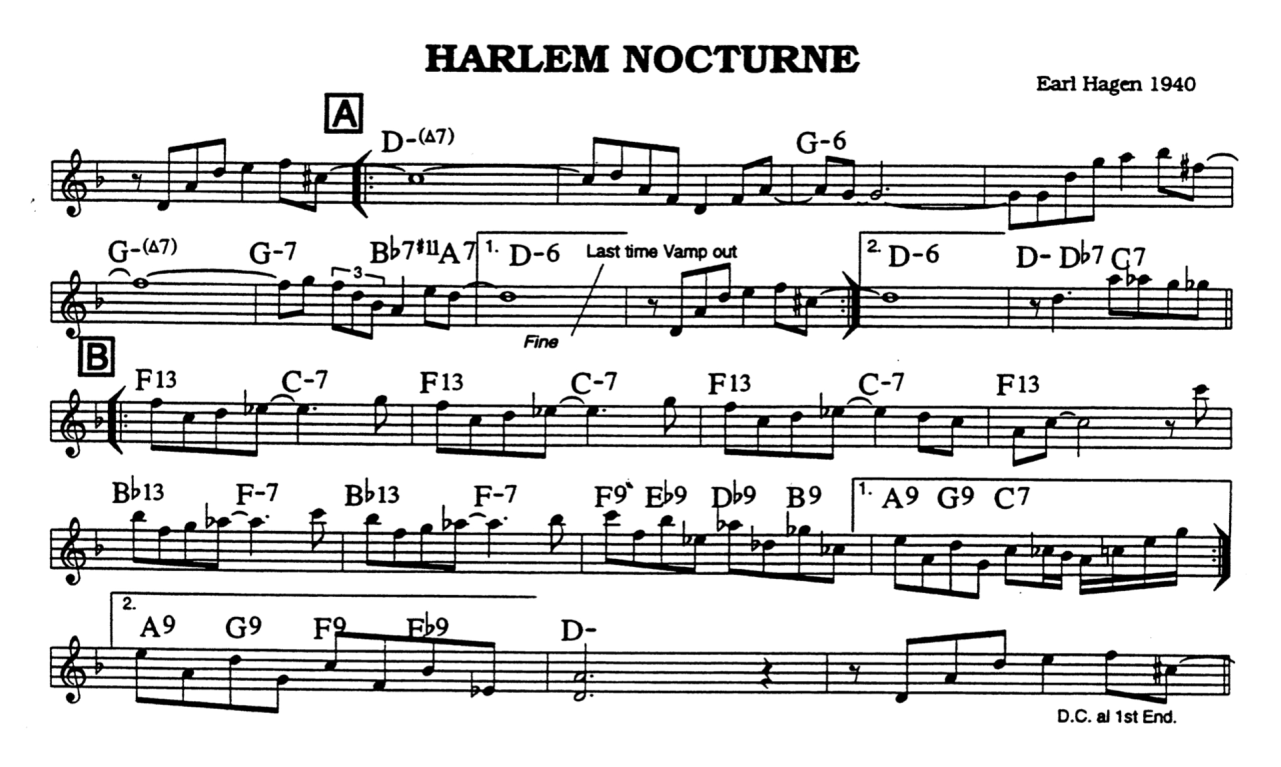 HARLEM NOCTURNE
Earl Hagen 1940
A
D-(Δ7) G-6
G-(Δ7) G-7 3 B♭7#11 A7 1. D-6 Last time Vamp out 2. D-6 D- D♭7 C7
Fine
B
F13 C-7 F13 C-7 F13 C-7 F13
B♭13 F-7 B♭13 F-7 F9 E♭9 D♭9 B9 1. A9 G9 C7
2.
A9 G9 F9 E♭9 D-
D.C. al 1st End.